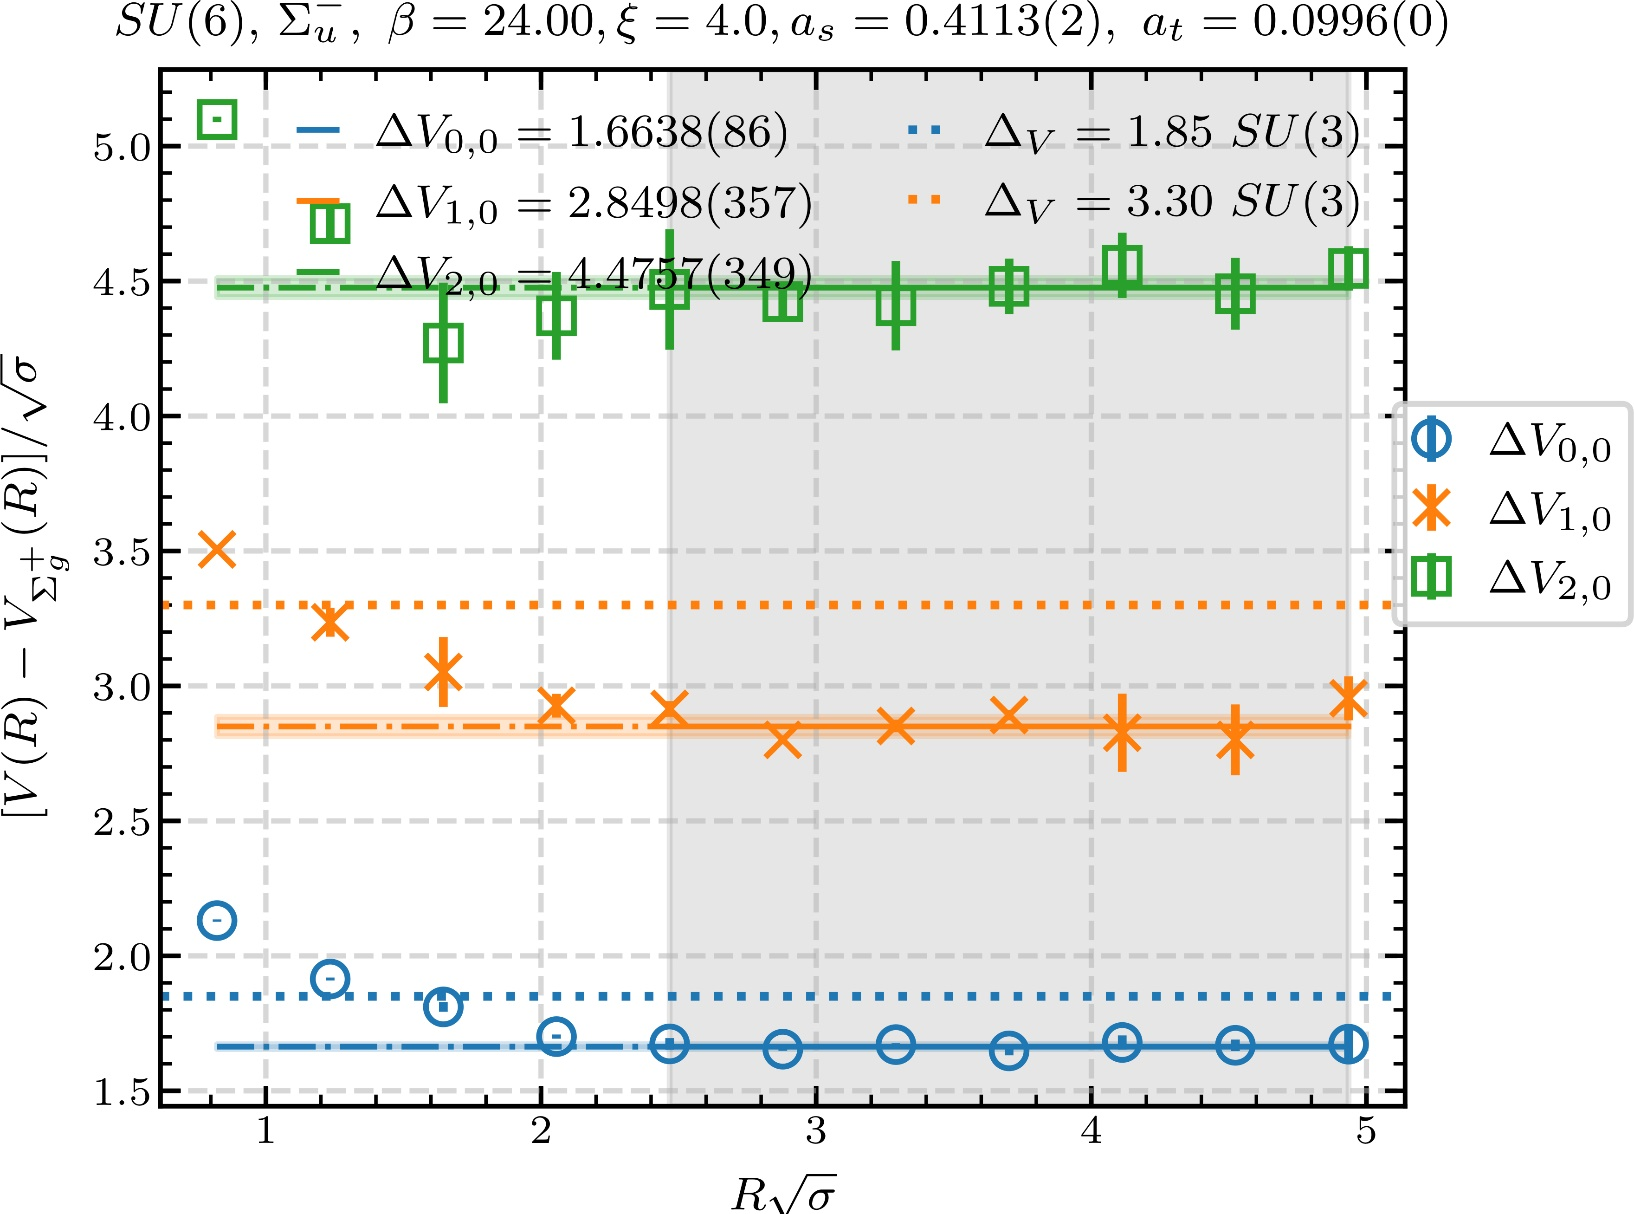 SU(6), Σ_u^-, β = 24.00, ξ = 4.0, a_s = 0.4113(2), a_t = 0.0996(0)
[V(R) − V_{Σ_g^+}(R)]/√σ
5.0
4.5
4.0
3.5
3.0
2.5
2.0
1.5
ΔV_{0,0} = 1.6638(86)
ΔV_{1,0} = 2.8498(357)
ΔV_{2,0} = 4.4757(349)
Δ_V = 1.85 SU(3)
Δ_V = 3.30 SU(3)
ΔV_{0,0}
ΔV_{1,0}
ΔV_{2,0}
1 2 3 4 5
R√σ